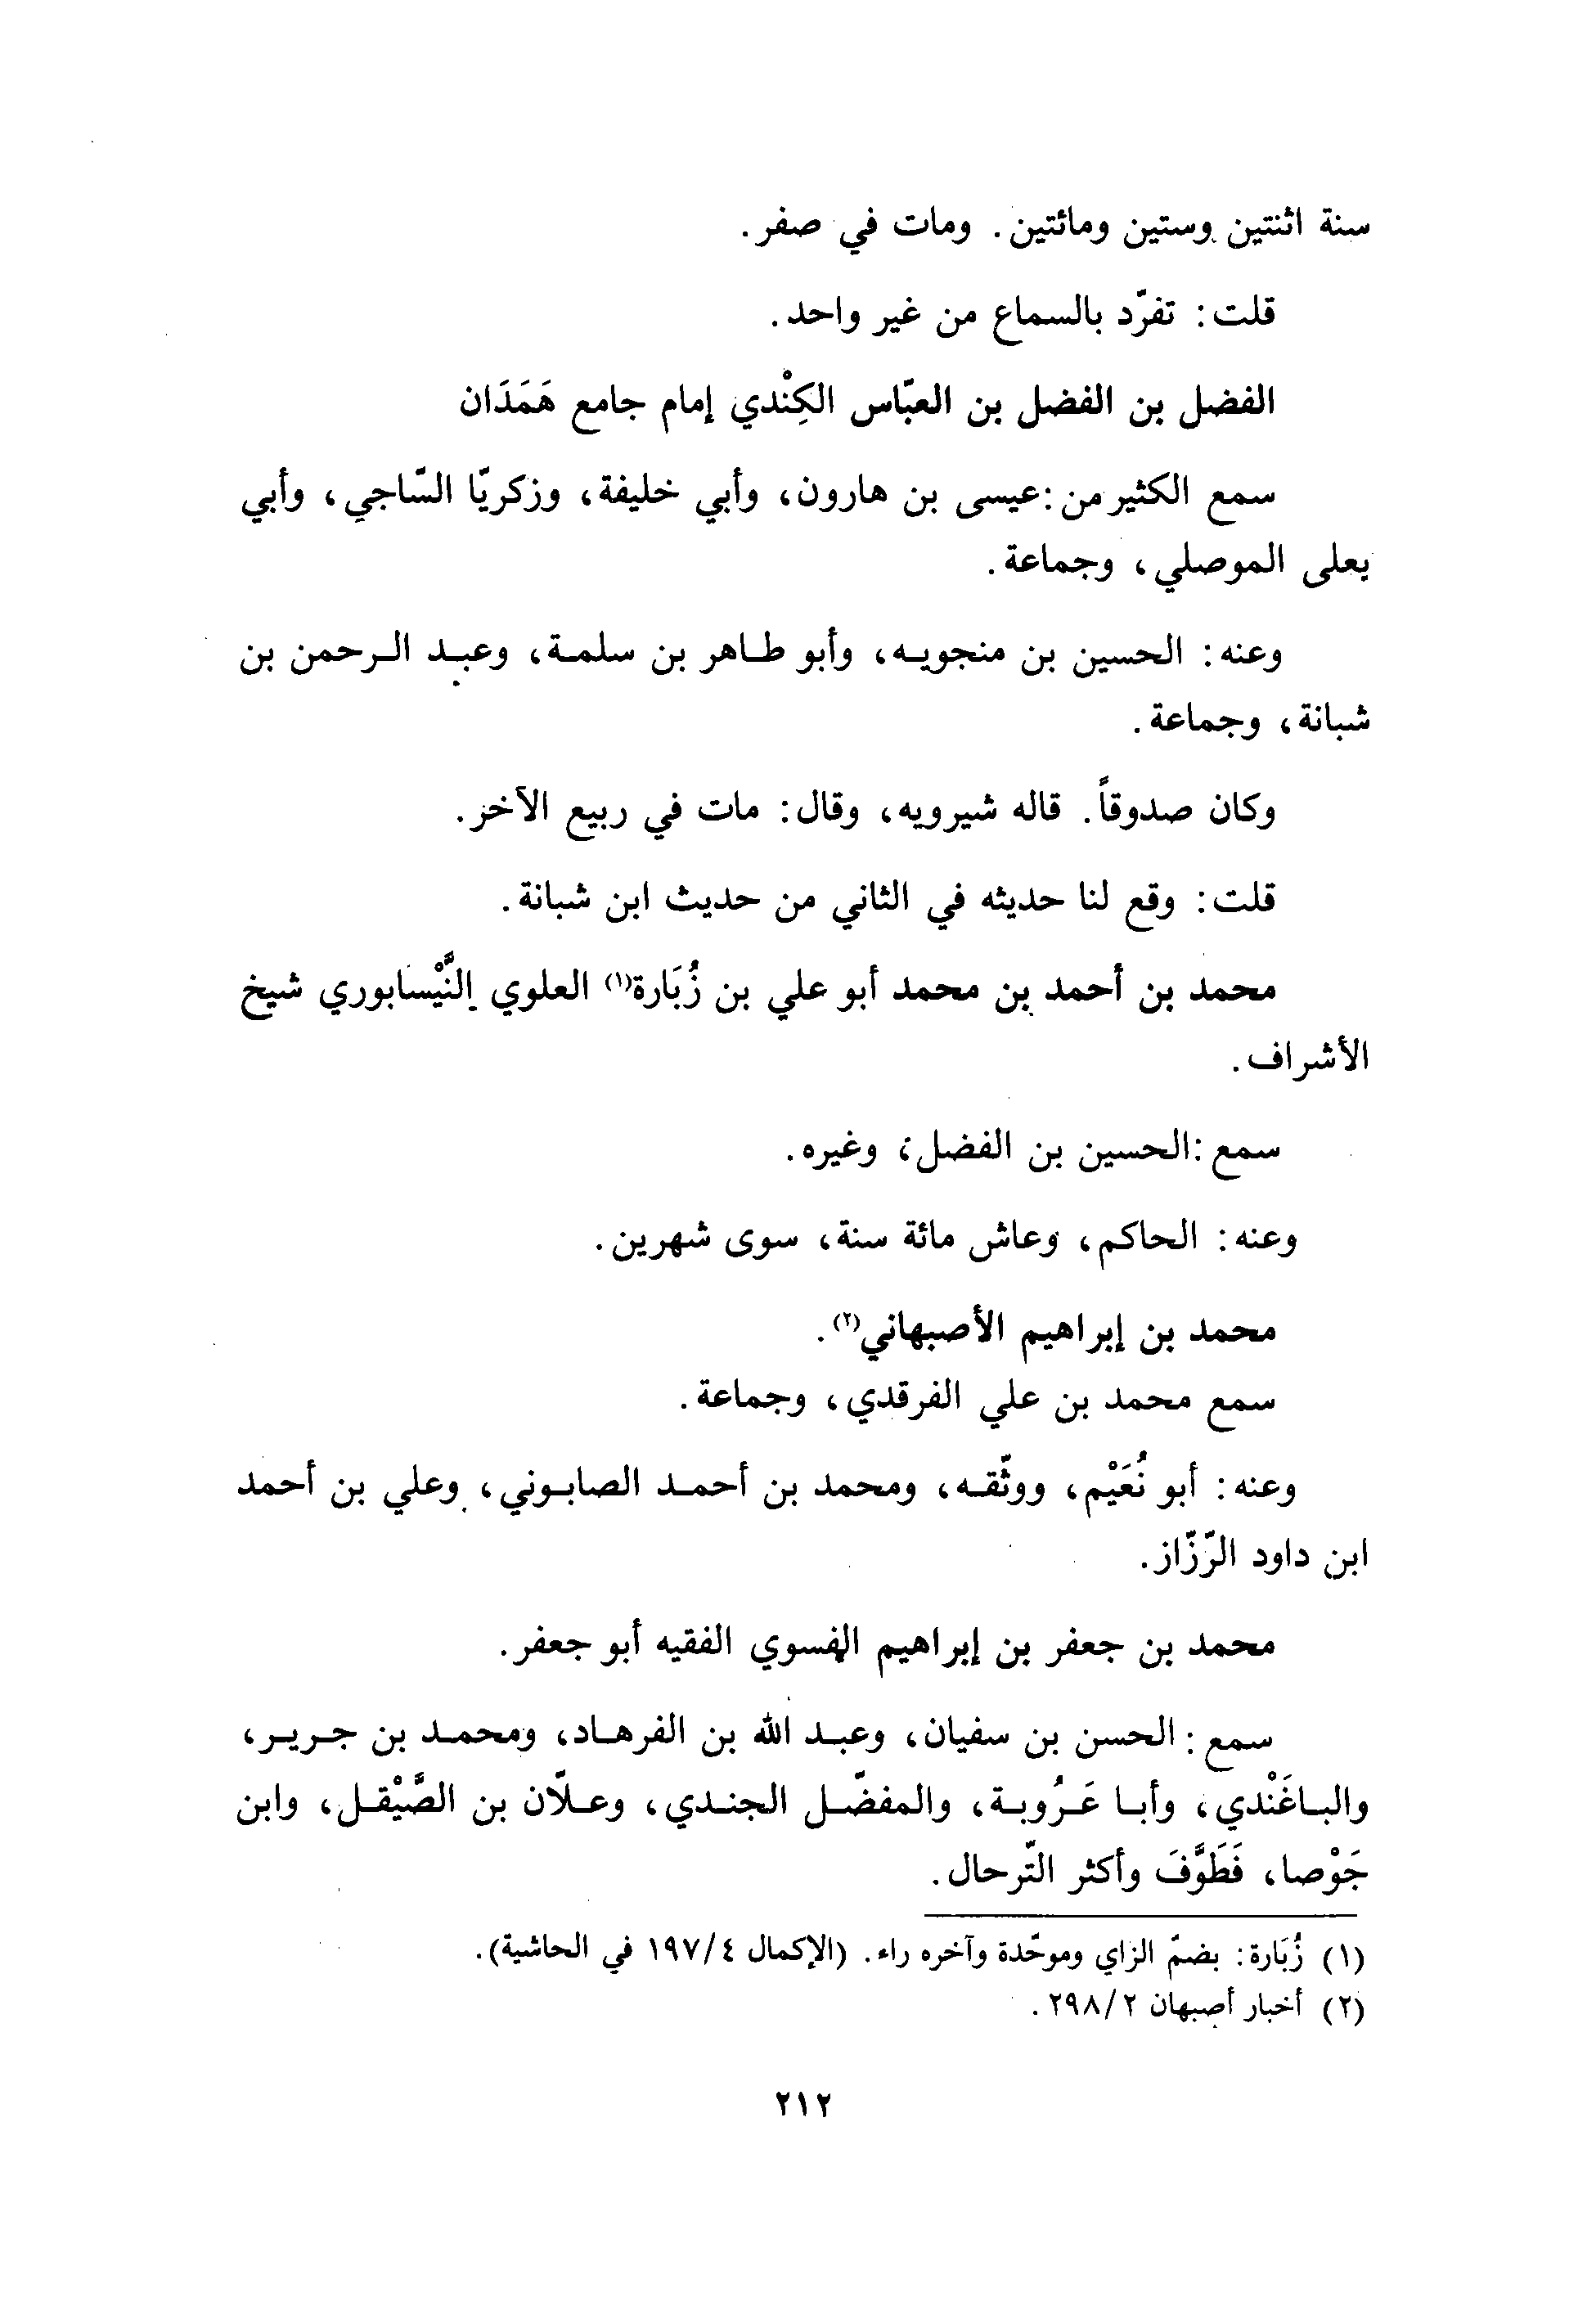 سنة اثنتين وستين ومائتين. ومات في صفر.
قلت: تفرّد بالسماع من غير واحد.
الفضل بن الفضل بن العبّاس الكِنْدي إمام جامع هَمَدَان
سمع الكثير من: عيسى بن هارون، وأبي خليفة، وزكريّا السّاجي، وأبي
يعلى الموصلي، وجماعة.
وعنه: الحسين بن منجويه، وأبو طاهر بن سلمة، وعبد الرحمن بن
شبانة، وجماعة.
وكان صدوقاً. قاله شيرويه، وقال: مات في ربيع الآخر.
قلت: وقع لنا حديثه في الثاني من حديث ابن شبانة.
محمد بن أحمد بن محمد أبو علي بن زُبَارة(١) العلوي النَّيْسابوري شيخ
الأشراف.
سمع: الحسين بن الفضل، وغيره.
وعنه: الحاكم، وعاش مائة سنة، سوى شهرين.
محمد بن إبراهيم الأصبهاني(٢).
سمع محمد بن علي الفرقدي، وجماعة.
وعنه: أبو نُعَيْم، ووثّقه، ومحمد بن أحمد الصابوني، وعلي بن أحمد
ابن داود الرّزّاز.
محمد بن جعفر بن إبراهيم الفسوي الفقيه أبو جعفر.
سمع: الحسن بن سفيان، وعبد الله بن الفرهاد، ومحمد بن جرير،
والباغَنْدي، وأبا عَرُوبة، والمفضّل الجندي، وعلّان بن الصَّيْقل، وابن
جَوْصا، فَطَوَّفَ وأكثر التّرحال.
(١) زُبَارة: بضمّ الزاي وموحّدة وآخره راء. (الإكمال ٤/١٩٧ في الحاشية).
(٢) أخبار أصبهان ٢/٢٩٨.
٢١٢